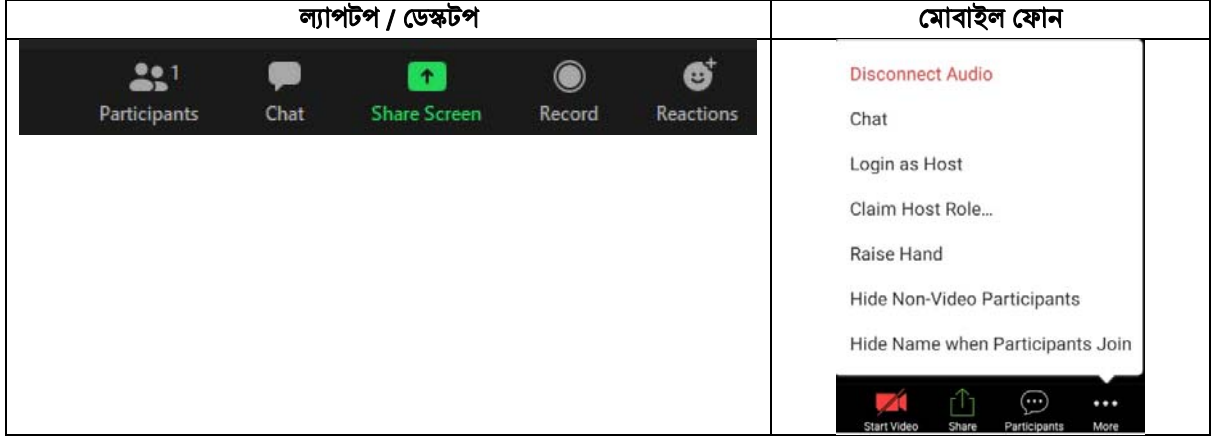 ল্যাপটপ / ডেস্কটপ
মোবাইল ফোন
1
Participants Chat Share Screen Record Reactions
Disconnect Audio
Chat
Login as Host
Claim Host Role...
Raise Hand
Hide Non-Video Participants
Hide Name when Participants Join
Start Video Share Participants More